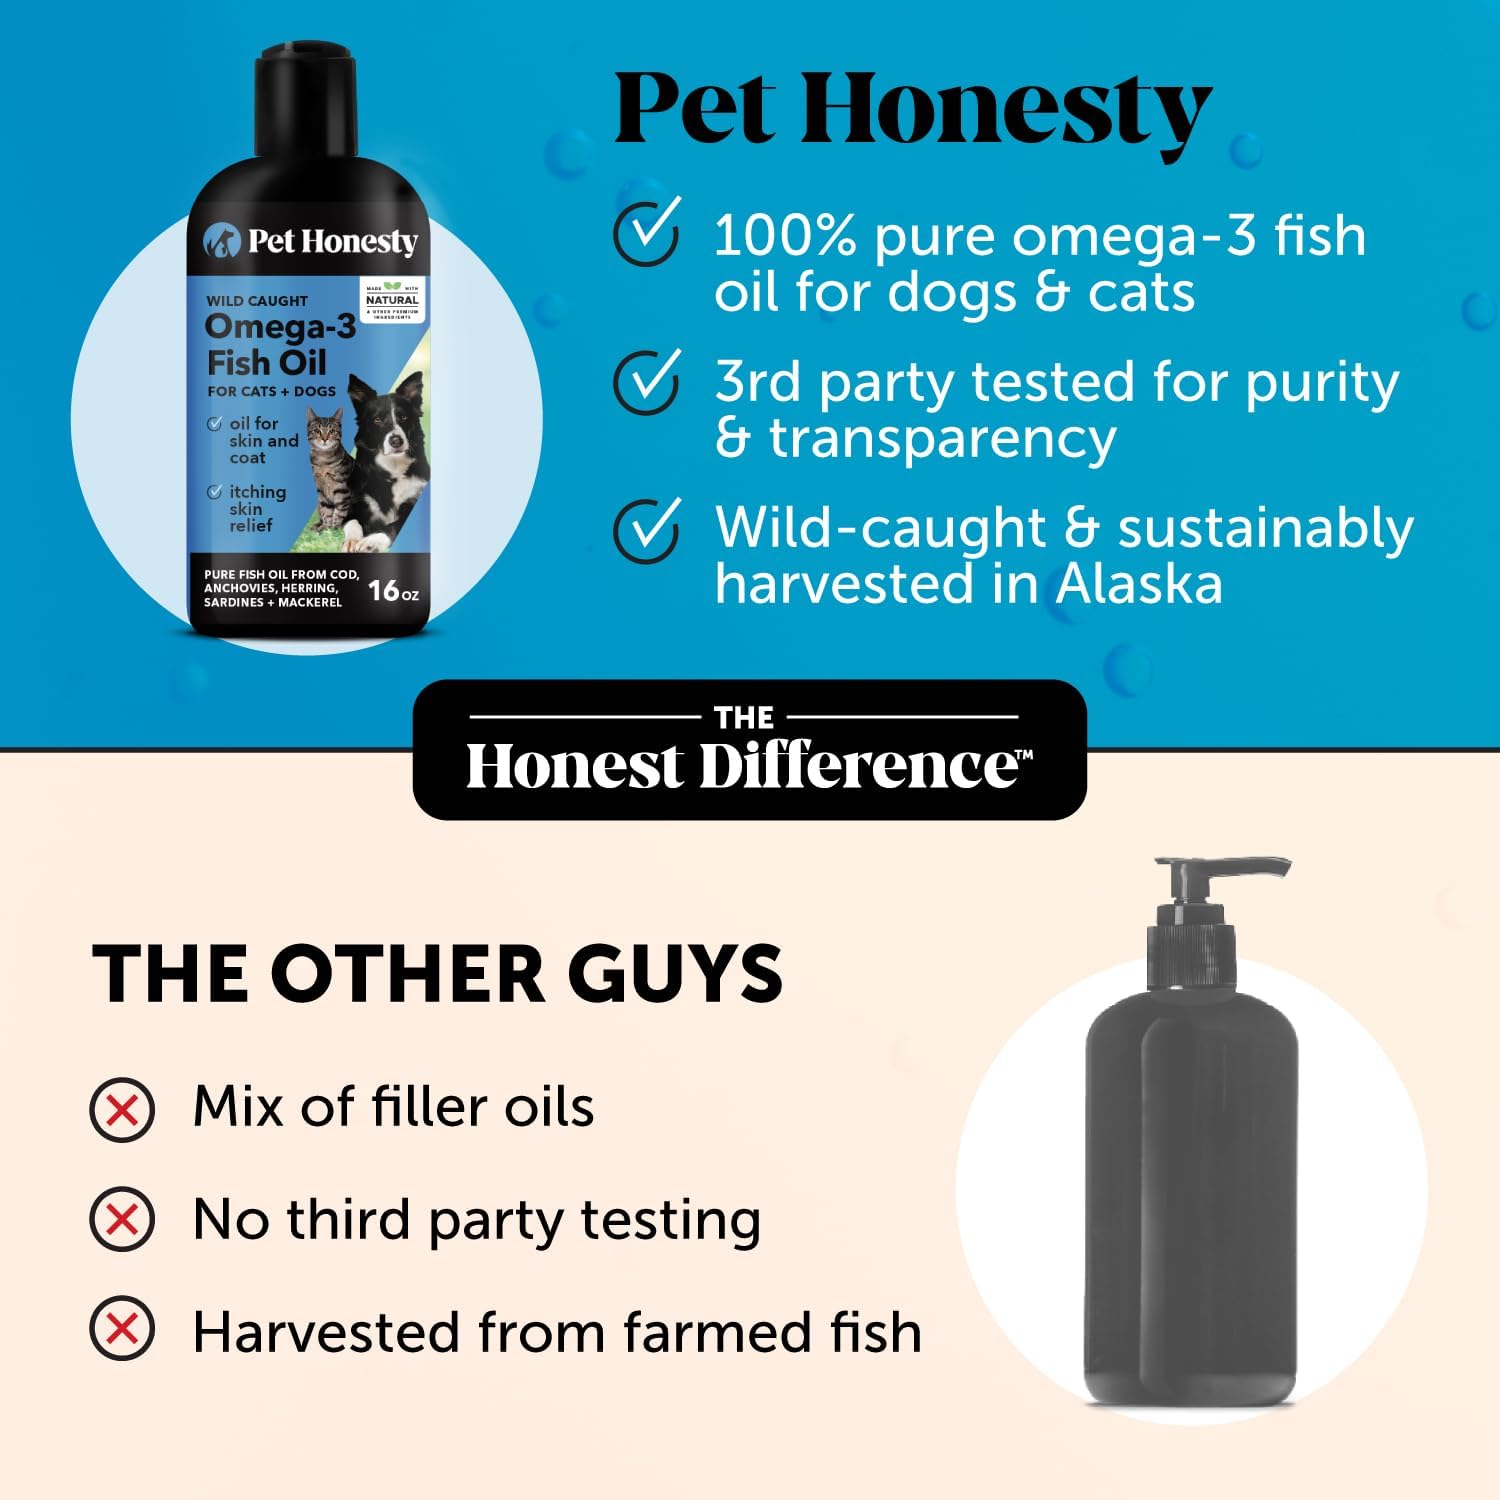 Pet Honesty
100% pure omega-3 fish
oil for dogs & cats
3rd party tested for purity
& transparency
Wild-caught & sustainably
harvested in Alaska
Pet Honesty
MADE WITH
NATURAL
& OTHER PREMIUM
INGREDIENTS
WILD CAUGHT
Omega-3
Fish Oil
FOR CATS + DOGS
oil for
skin and
coat
itching
skin
relief
PURE FISH OIL FROM COD,
ANCHOVIES, HERRING,
SARDINES + MACKEREL
16 oz
THE
Honest Difference™
THE OTHER GUYS
Mix of filler oils
No third party testing
Harvested from farmed fish